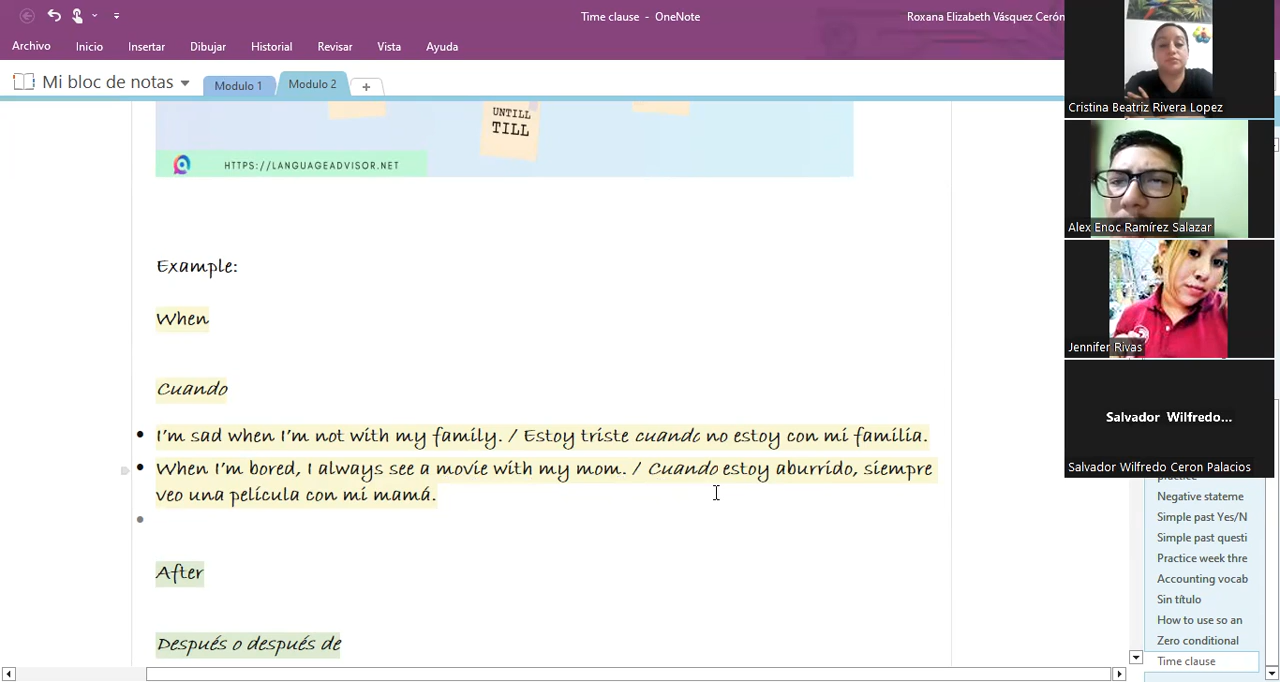 Time clause - OneNote
Roxana Elizabeth Vásquez Cerón
Archivo Inicio Insertar Dibujar Historial Revisar Vista Ayuda
Mi bloc de notas Modulo 1 Modulo 2 +
UNTILL
TILL
HTTPS://LANGUAGEADVISOR.NET
Example:
When
Cuando
• I'm sad when I'm not with my family. / Estoy triste cuando no estoy con mi familia.
• When I'm bored, I always see a movie with my mom. / Cuando estoy aburrido, siempre
veo una película con mi mamá.
After
Después o después de
Cristina Beatriz Rivera Lopez
Alex Enoc Ramírez Salazar
Jennifer Rivas
Salvador Wilfredo...
Salvador Wilfredo Ceron Palacios
practice
Negative stateme
Simple past Yes/N
Simple past questi
Practice week thre
Accounting vocab
Sin título
How to use so an
Zero conditional
Time clause